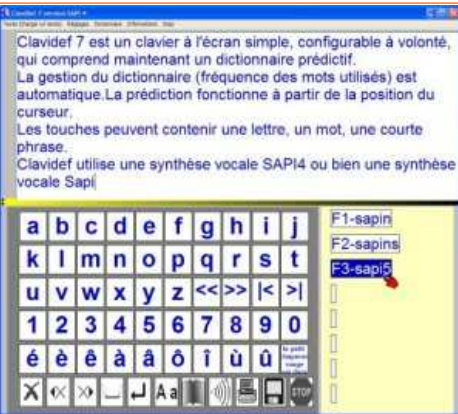 Clavidef 7 est un clavier à l'écran simple, configurable à volonté,
qui comprend maintenant un dictionnaire prédictif.
La gestion du dictionnaire (fréquence des mots utilisés) est
automatique.La prédiction fonctionne à partir de la position du
curseur.
Les touches peuvent contenir une lettre, un mot, une courte
phrase.
Clavidef utilise une synthèse vocale SAPI4 ou bien une synthèse
vocale Sapi
a b c d e f g h i j
k l m n o p q r s t
u v w x y z << >> |< >|
1 2 3 4 5 6 7 8 9 0
é è ê à â ô î ù û
A a STOP
F1-sapin
F2-sapins
F3-sapi5